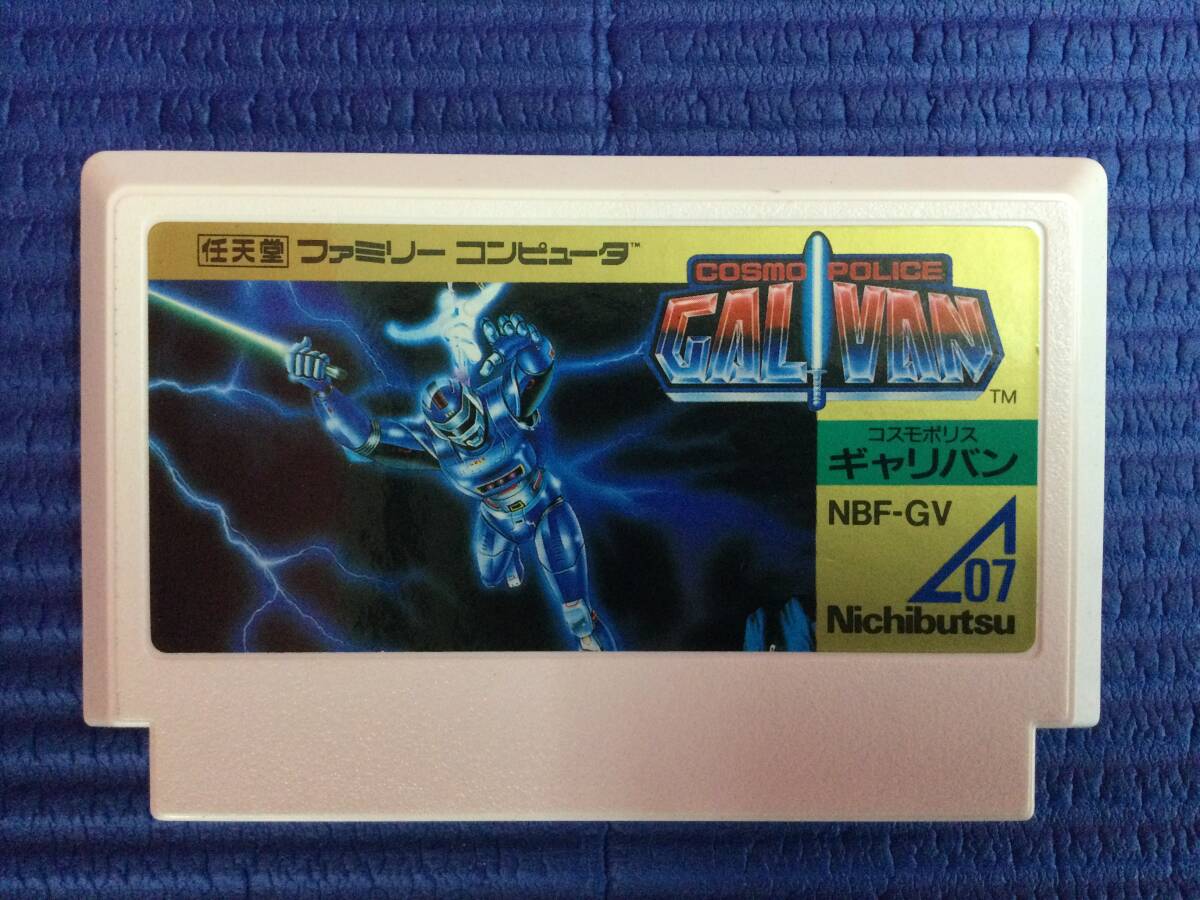 任天堂 ファミリー コンピュータ™
COSMO POLICE
GALIVAN
TM
コスモポリス
ギャリバン
NBF-GV
07
Nichibutsu